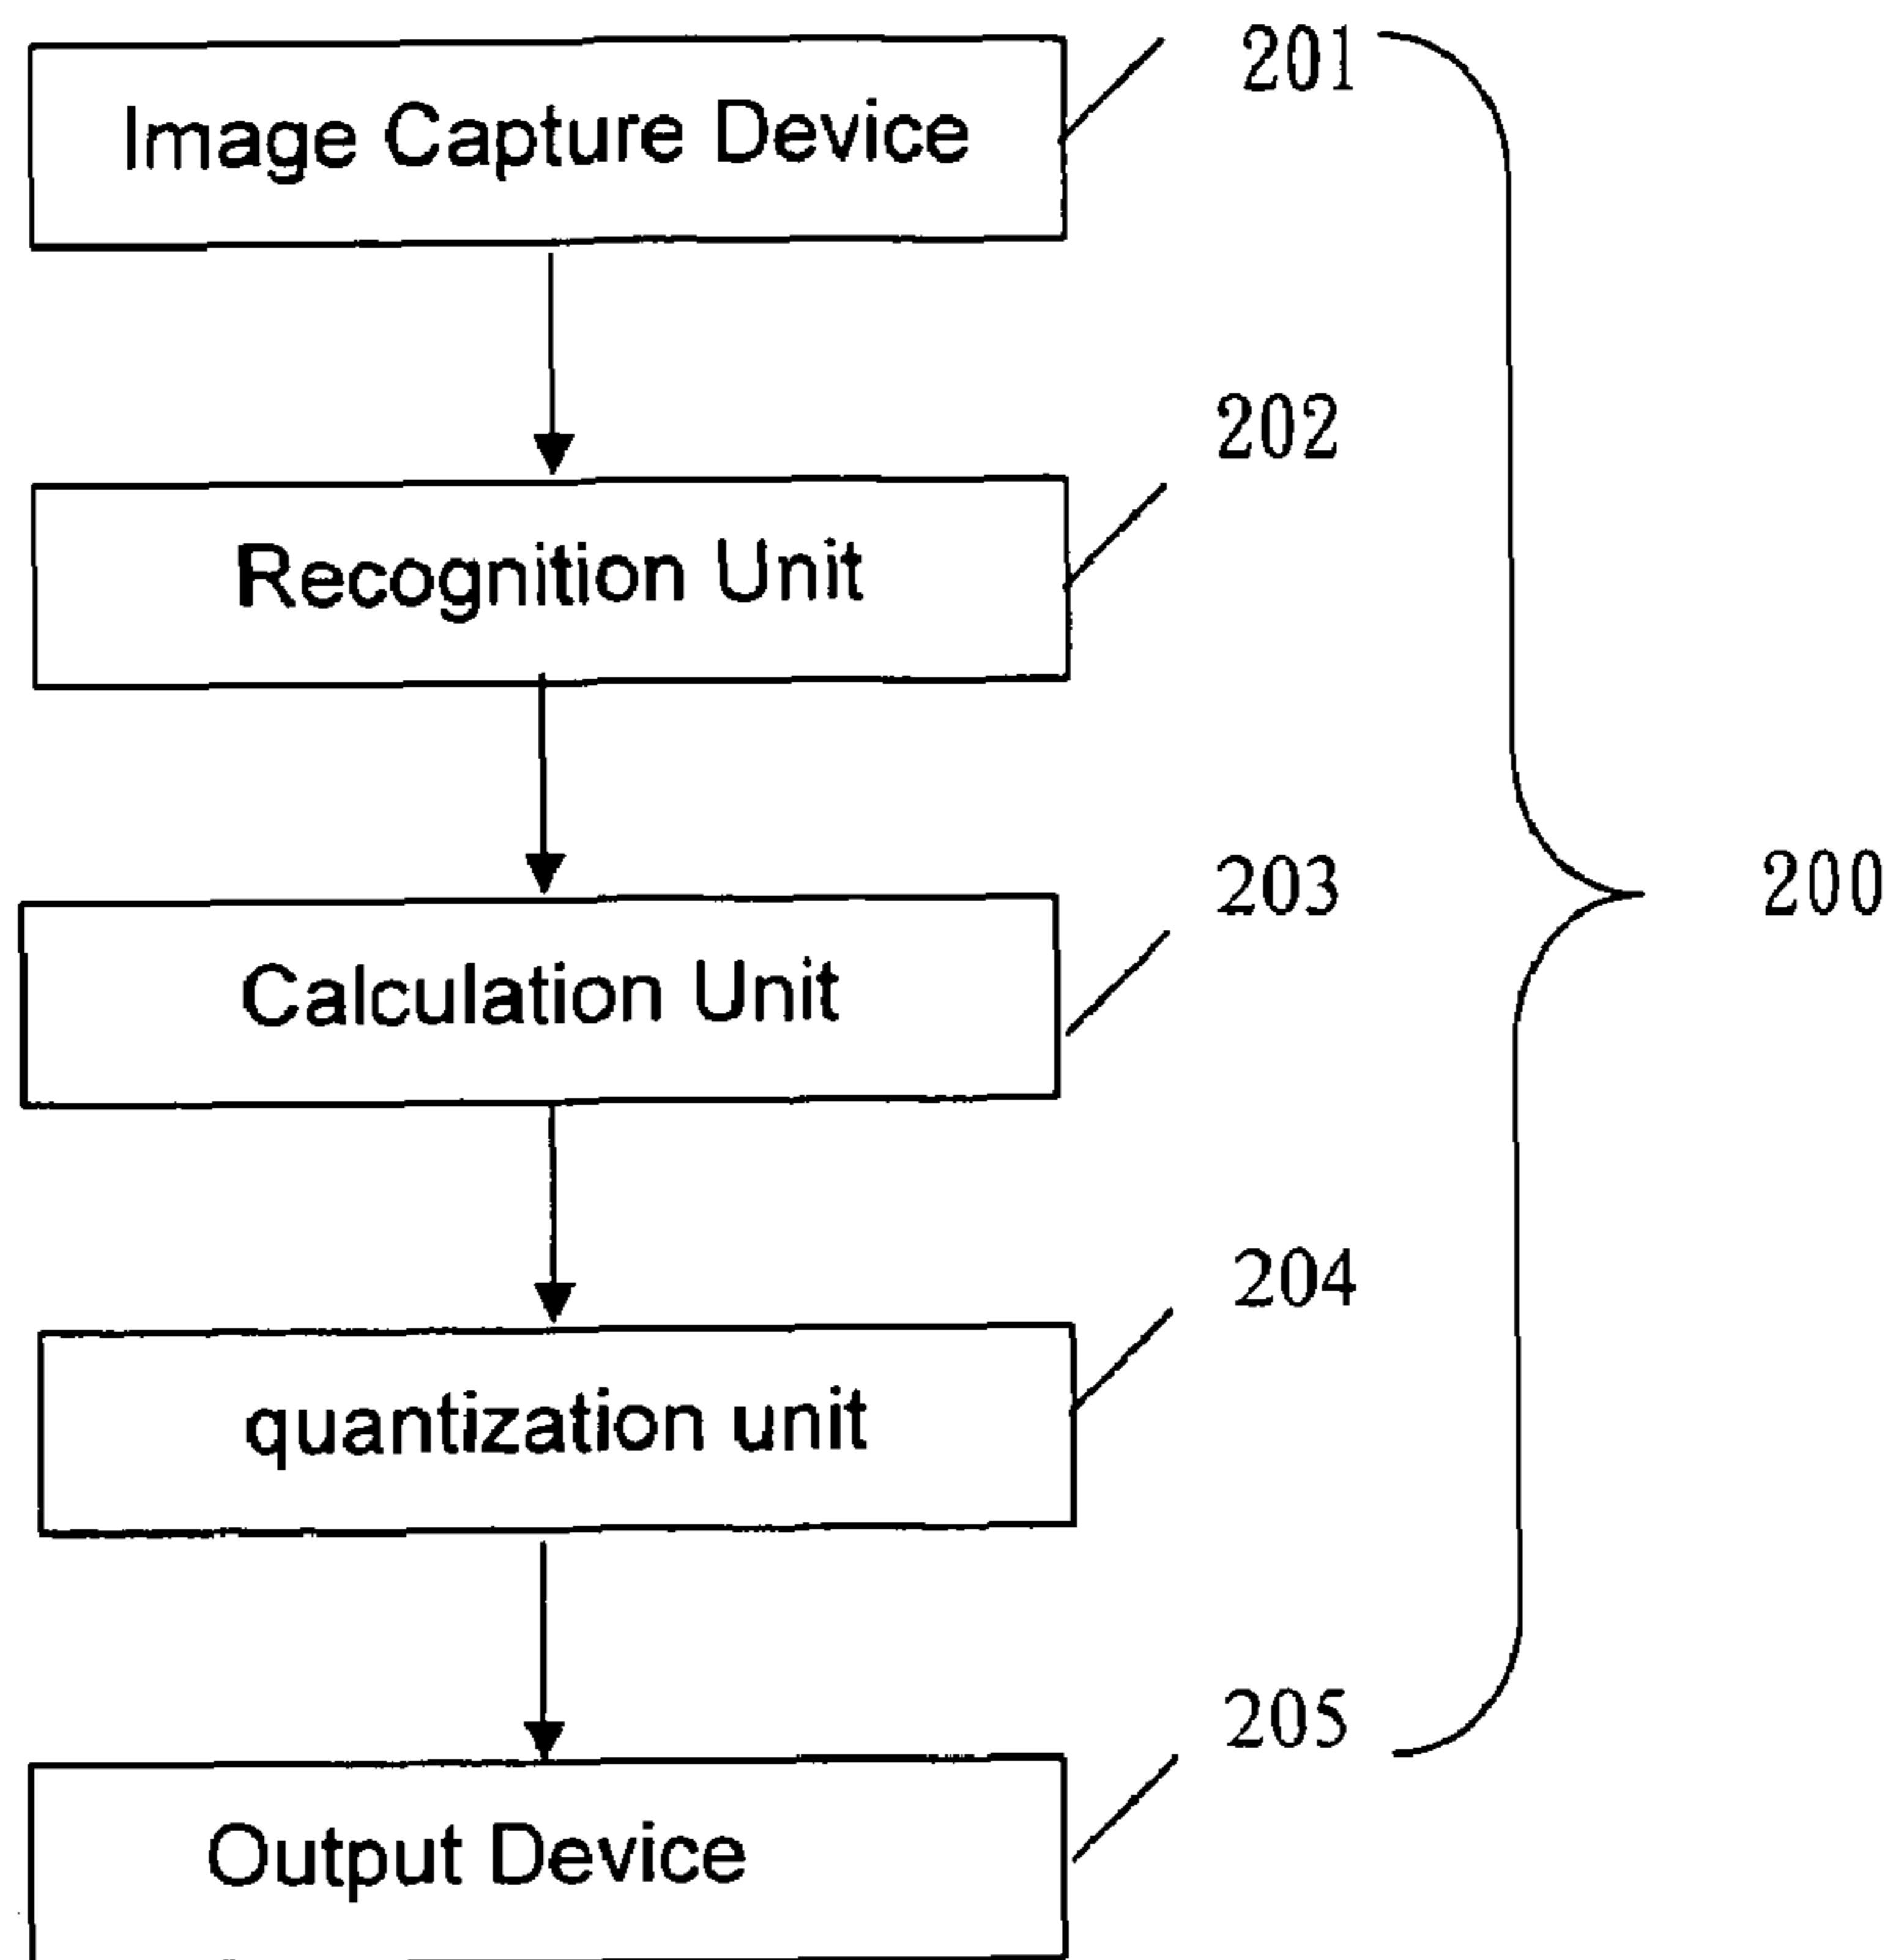 Image Capture Device
201
202
Recognition Unit
203
200
Calculation Unit
204
quantization unit
205
Output Device